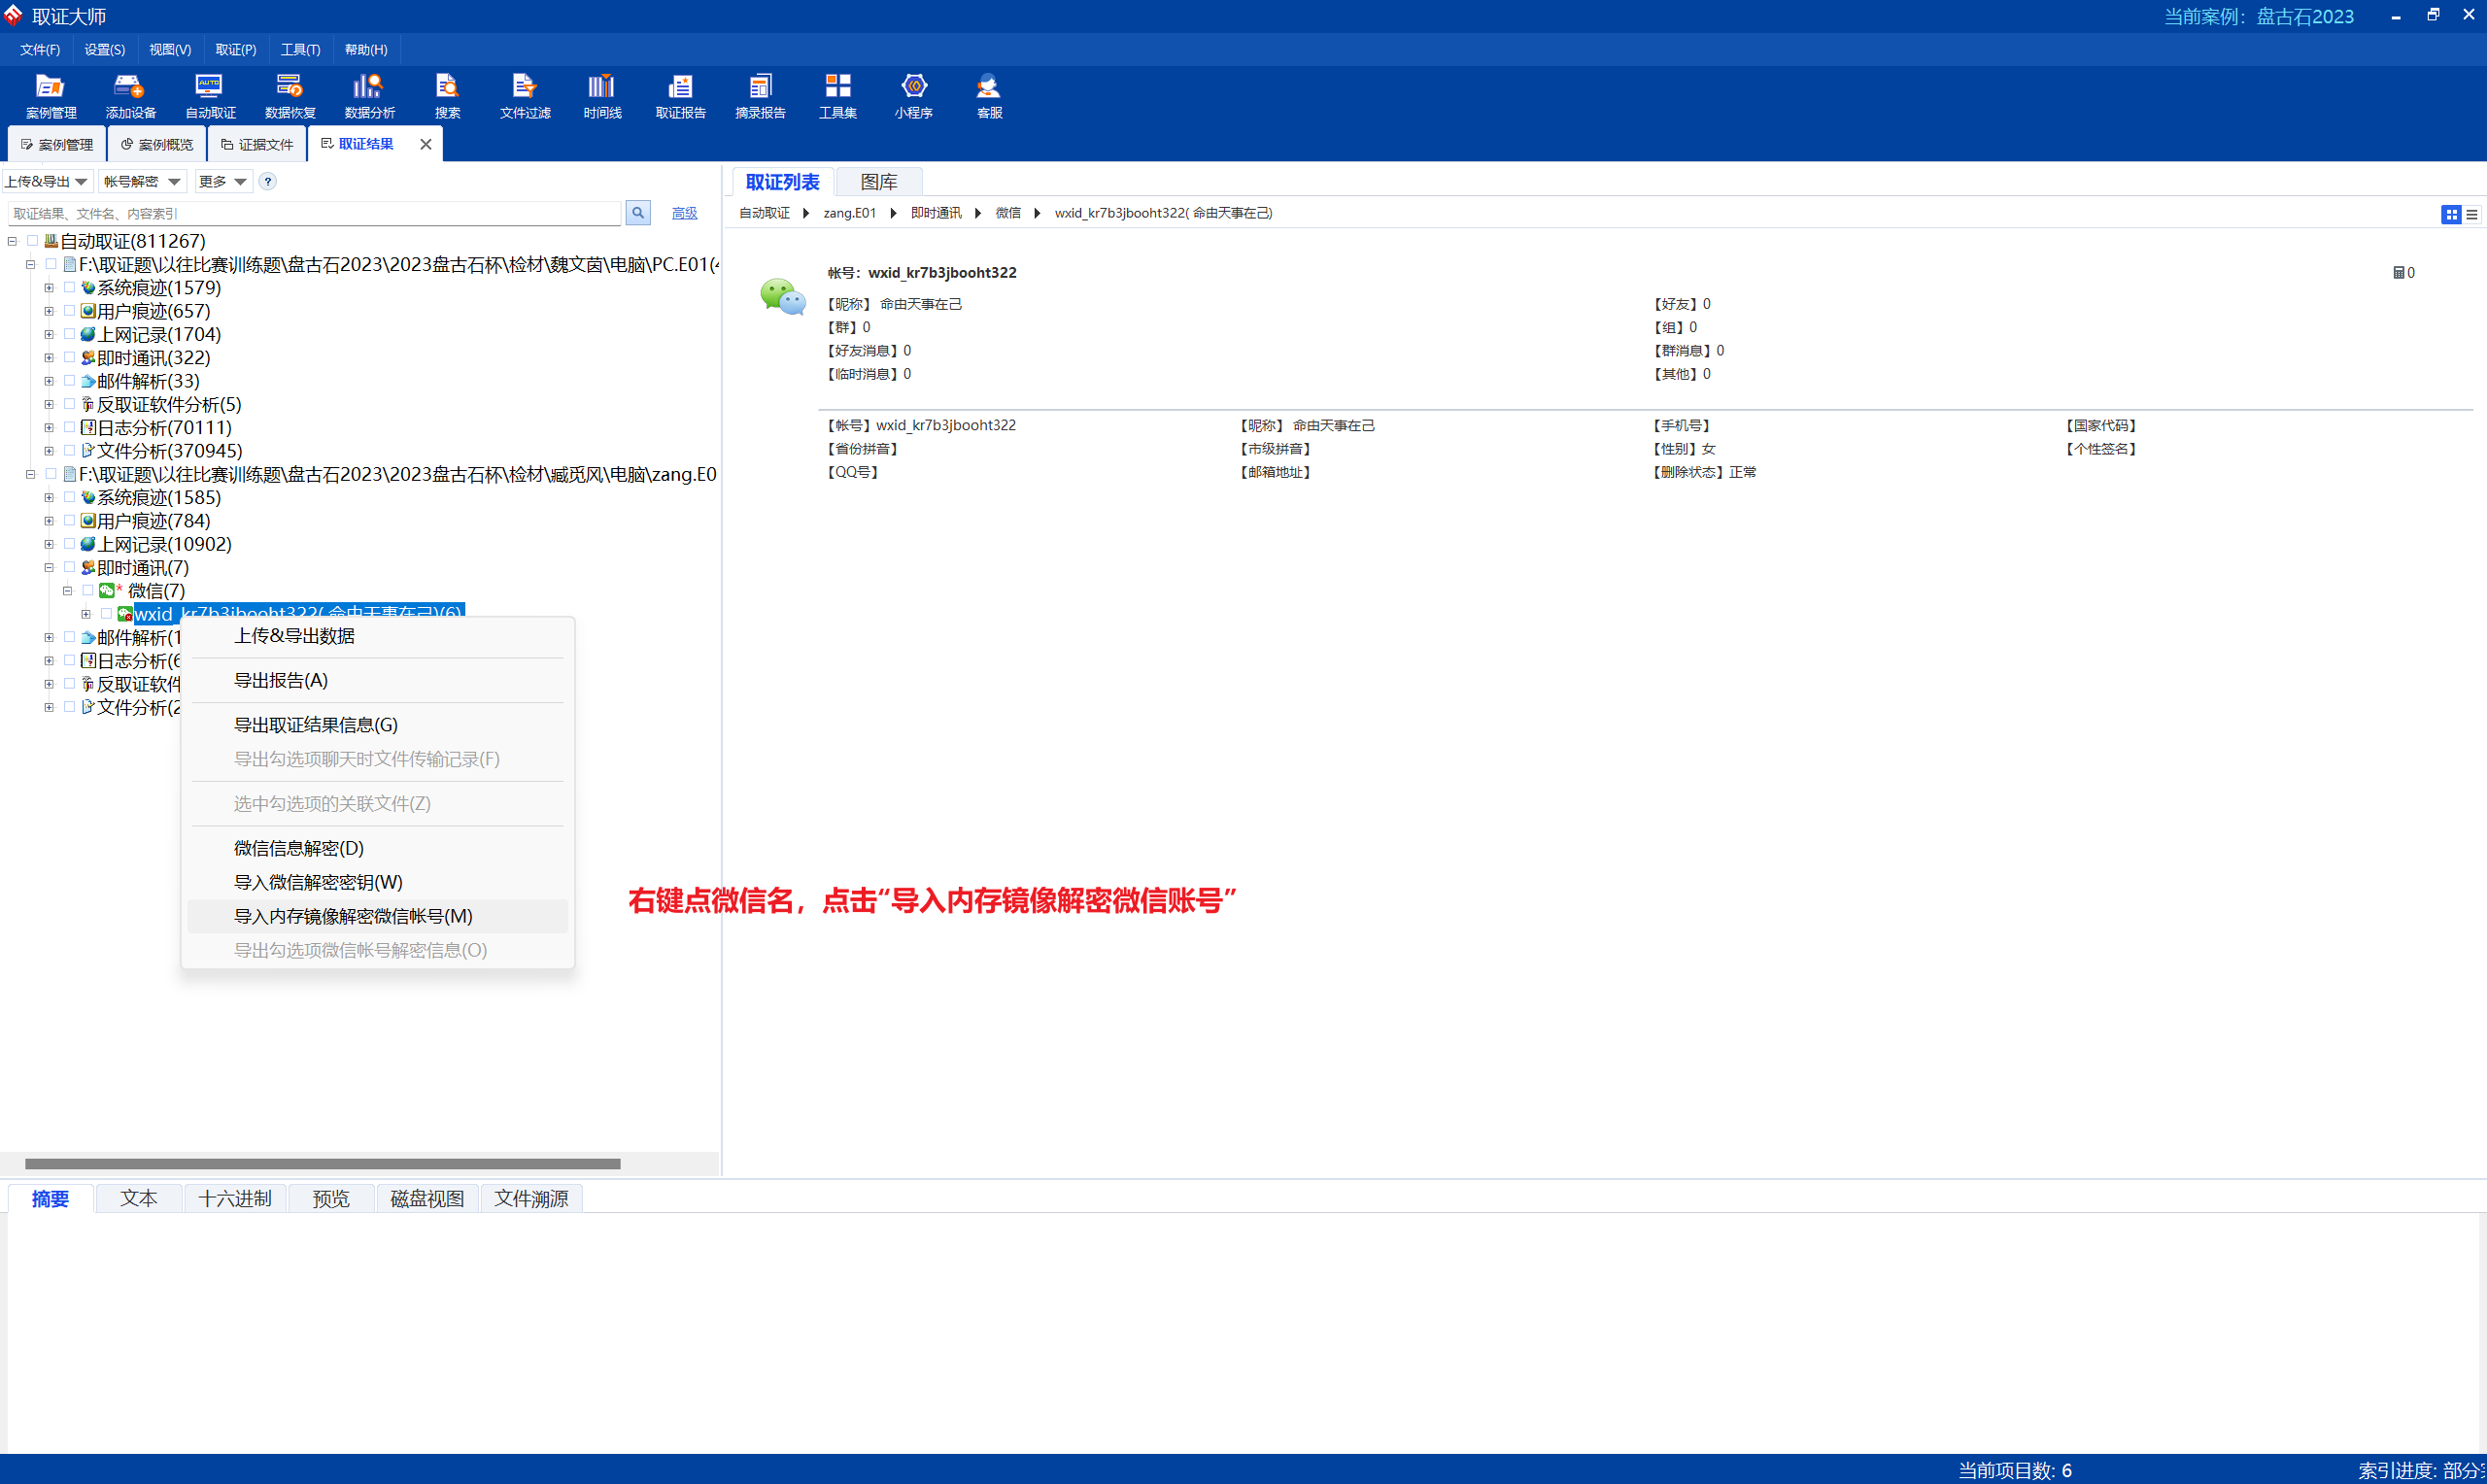 取证大师
当前案例：盘古石2023
文件(F) 设置(S) 视图(V) 取证(P) 工具(T) 帮助(H)
案例管理 添加设备 自动取证 数据恢复 数据分析 搜索 文件过滤 时间线 取证报告 摘录报告 工具集 小程序 客服
案例管理 案例概览 证据文件 取证结果
上传&导出 帐号解密 更多 ?
取证结果、文件名、内容索引 高级
自动取证(811267)
F:\取证题\以往比赛训练题\盘古石2023\2023盘古石杯\检材\魏文茵\电脑\PC.E01(4
系统痕迹(1579)
用户痕迹(657)
上网记录(1704)
即时通讯(322)
邮件解析(33)
反取证软件分析(5)
日志分析(70111)
文件分析(370945)
F:\取证题\以往比赛训练题\盘古石2023\2023盘古石杯\检材\臧觅风\电脑\zang.E0
系统痕迹(1585)
用户痕迹(784)
上网记录(10902)
即时通讯(7)
* 微信(7)
wxid_kr7b3jbooht322( 命由天事在己)(6)
邮件解析(1
日志分析(6
反取证软件
文件分析(2
上传&导出数据
导出报告(A)
导出取证结果信息(G)
导出勾选项聊天时文件传输记录(F)
选中勾选项的关联文件(Z)
微信信息解密(D)
导入微信解密密钥(W)
导入内存镜像解密微信帐号(M)
导出勾选项微信帐号解密信息(O)
取证列表 图库
自动取证 zang.E01 即时通讯 微信 wxid_kr7b3jbooht322( 命由天事在己)
帐号：wxid_kr7b3jbooht322 0
【昵称】 命由天事在己 【好友】0
【群】0 【组】0
【好友消息】0 【群消息】0
【临时消息】0 【其他】0
【帐号】wxid_kr7b3jbooht322 【昵称】 命由天事在己 【手机号】 【国家代码】
【省份拼音】 【市级拼音】 【性别】女 【个性签名】
【QQ号】 【邮箱地址】 【删除状态】正常
右键点微信名，点击“导入内存镜像解密微信账号”
摘要 文本 十六进制 预览 磁盘视图 文件溯源
当前项目数: 6 索引进度: 部分